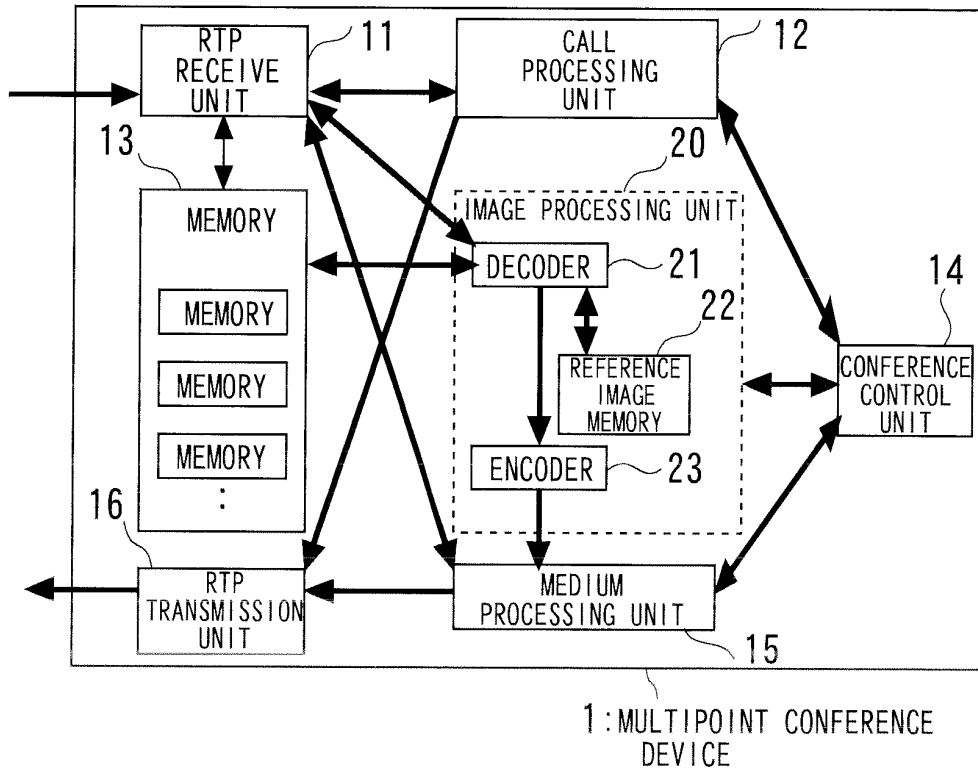 RTP
RECEIVE
UNIT
11
CALL
PROCESSING
UNIT
12
13
MEMORY
MEMORY
MEMORY
MEMORY
:
20
IMAGE PROCESSING UNIT
DECODER
21
22
REFERENCE
IMAGE
MEMORY
ENCODER
23
14
CONFERENCE
CONTROL
UNIT
16
RTP
TRANSMISSION
UNIT
MEDIUM
PROCESSING UNIT
15
1:MULTIPOINT CONFERENCE
DEVICE